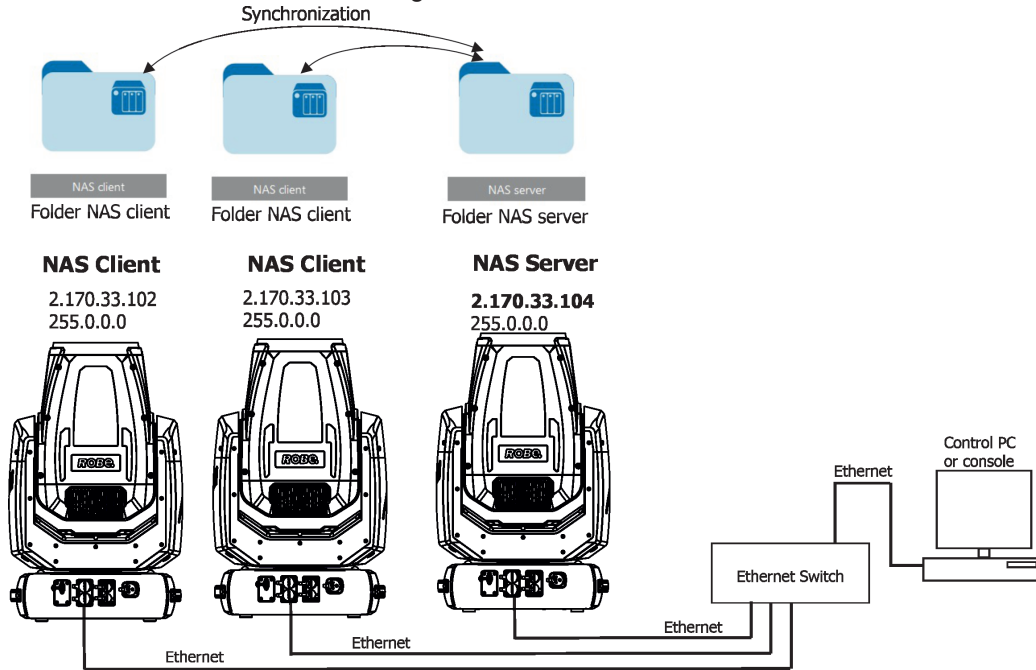 Synchronization
NAS client
NAS client
NAS server
Folder NAS client
Folder NAS client
Folder NAS server
NAS Client
NAS Client
NAS Server
2.170.33.102
255.0.0.0
2.170.33.103
255.0.0.0
2.170.33.104
255.0.0.0
ROBE
ROBE
ROBE
Control PC
or console
Ethernet
Ethernet Switch
Ethernet
Ethernet
Ethernet